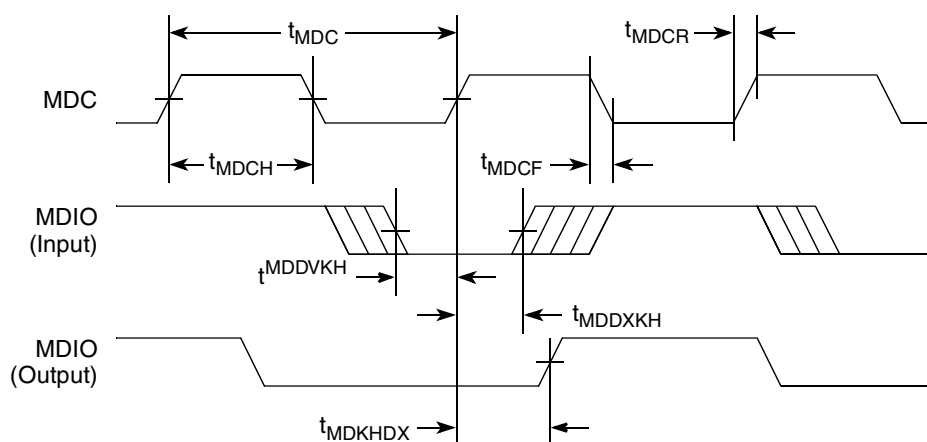 tMDC
tMDCR
MDC
tMDCH
tMDCF
MDIO
(Input)
tMDDVKH
tMDDXKH
MDIO
(Output)
tMDKHDX